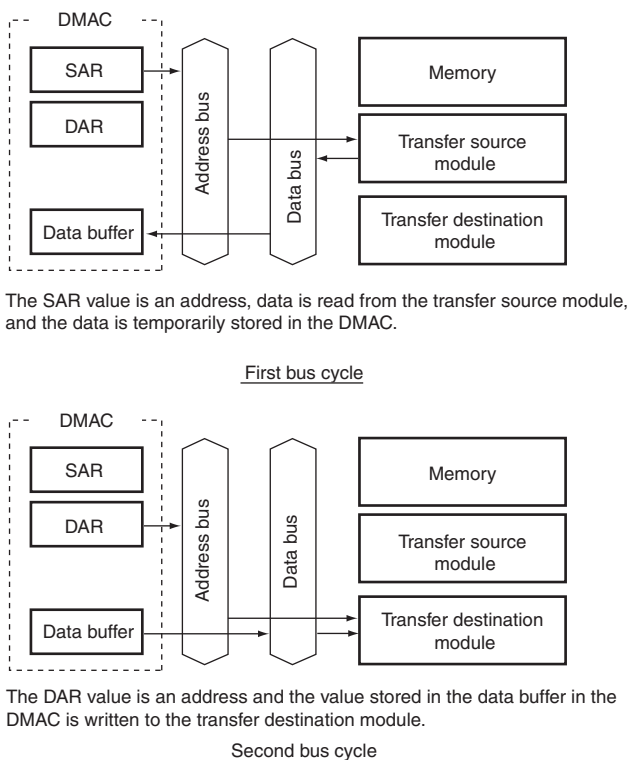 DMAC
SAR
DAR
Data buffer
Address bus
Data bus
Memory
Transfer source
module
Transfer destination
module
The SAR value is an address, data is read from the transfer source module,
and the data is temporarily stored in the DMAC.
First bus cycle
DMAC
SAR
DAR
Data buffer
Address bus
Data bus
Memory
Transfer source
module
Transfer destination
module
The DAR value is an address and the value stored in the data buffer in the
DMAC is written to the transfer destination module.
Second bus cycle